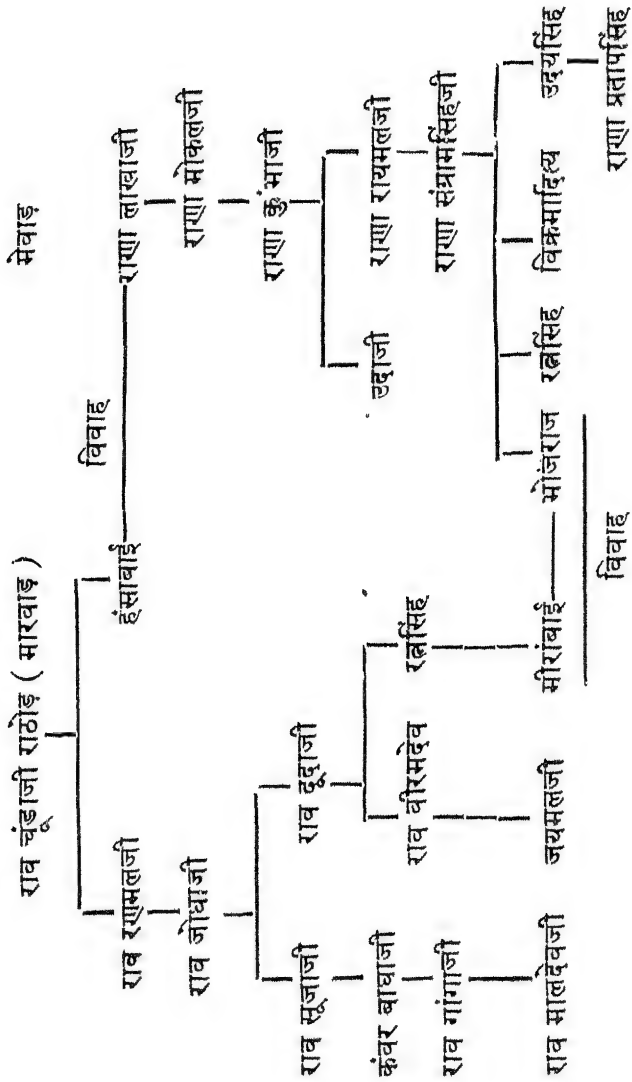 मेवाड़
राव चूंडाजी राठोड़ ( मारवाड़ )
विवाह
राव रणमलजी हंसाबाई राणा लाखाजी
राव जोधाजी राणा मोकलजी
राणा कुंभाजी
राव सूजाजी राव दूदाजी
कंवर बाघाजी उदाजी राणा रायमलजी
राव गांगाजी राव वीरमदेव रत्नसिंह राणा संग्रामसिंहजी
राव मालदेवजी जयमलजी मीरांबाई भोजराज रत्नसिंह विक्रमादित्य उदयसिंह
विवाह राणा प्रतापसिंह